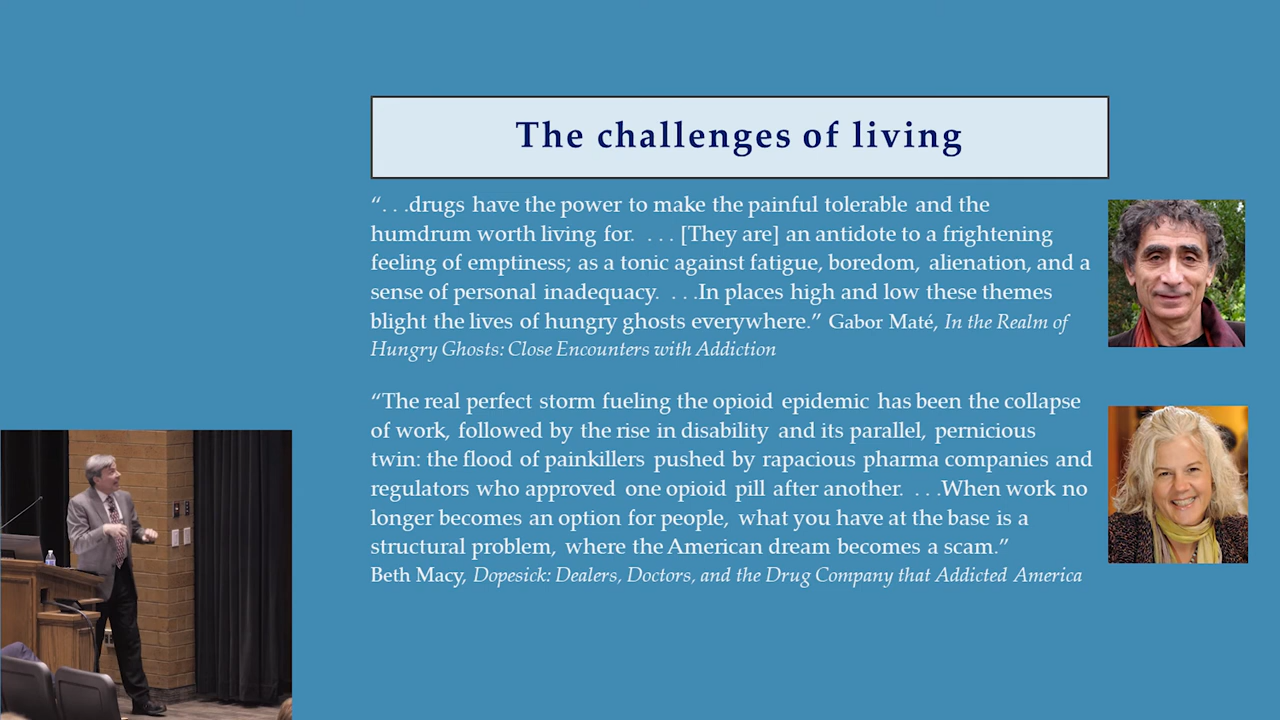 The challenges of living
“. . .drugs have the power to make the painful tolerable and the
humdrum worth living for. . . . [They are] an antidote to a frightening
feeling of emptiness; as a tonic against fatigue, boredom, alienation, and a
sense of personal inadequacy. . . .In places high and low these themes
blight the lives of hungry ghosts everywhere.” Gabor Maté, In the Realm of
Hungry Ghosts: Close Encounters with Addiction
“The real perfect storm fueling the opioid epidemic has been the collapse
of work, followed by the rise in disability and its parallel, pernicious
twin: the flood of painkillers pushed by rapacious pharma companies and
regulators who approved one opioid pill after another. . . .When work no
longer becomes an option for people, what you have at the base is a
structural problem, where the American dream becomes a scam.”
Beth Macy, Dopesick: Dealers, Doctors, and the Drug Company that Addicted America